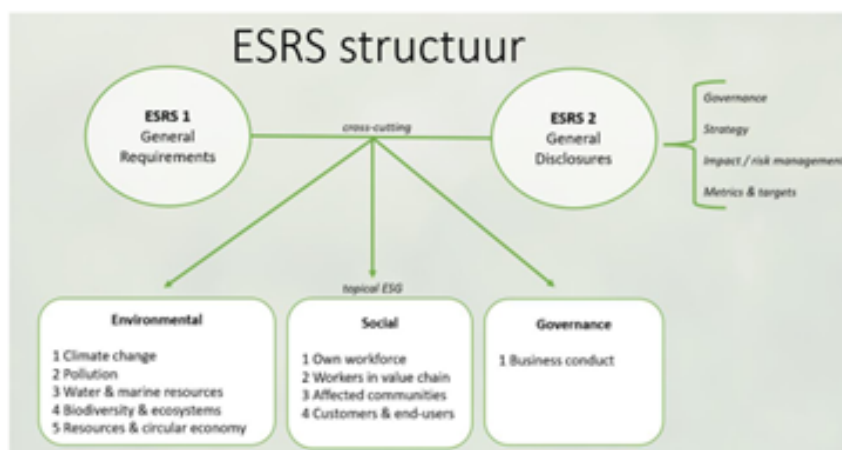 ESRS structuur
ESRS 1
General
Requirements
cross-cutting
ESRS 2
General
Disclosures
Governance
Strategy
Impact / risk management
Metrics & targets
topical ESG
Environmental
1 Climate change
2 Pollution
3 Water & marine resources
4 Biodiversity & ecosystems
5 Resources & circular economy
Social
1 Own workforce
2 Workers in value chain
3 Affected communities
4 Customers & end-users
Governance
1 Business conduct